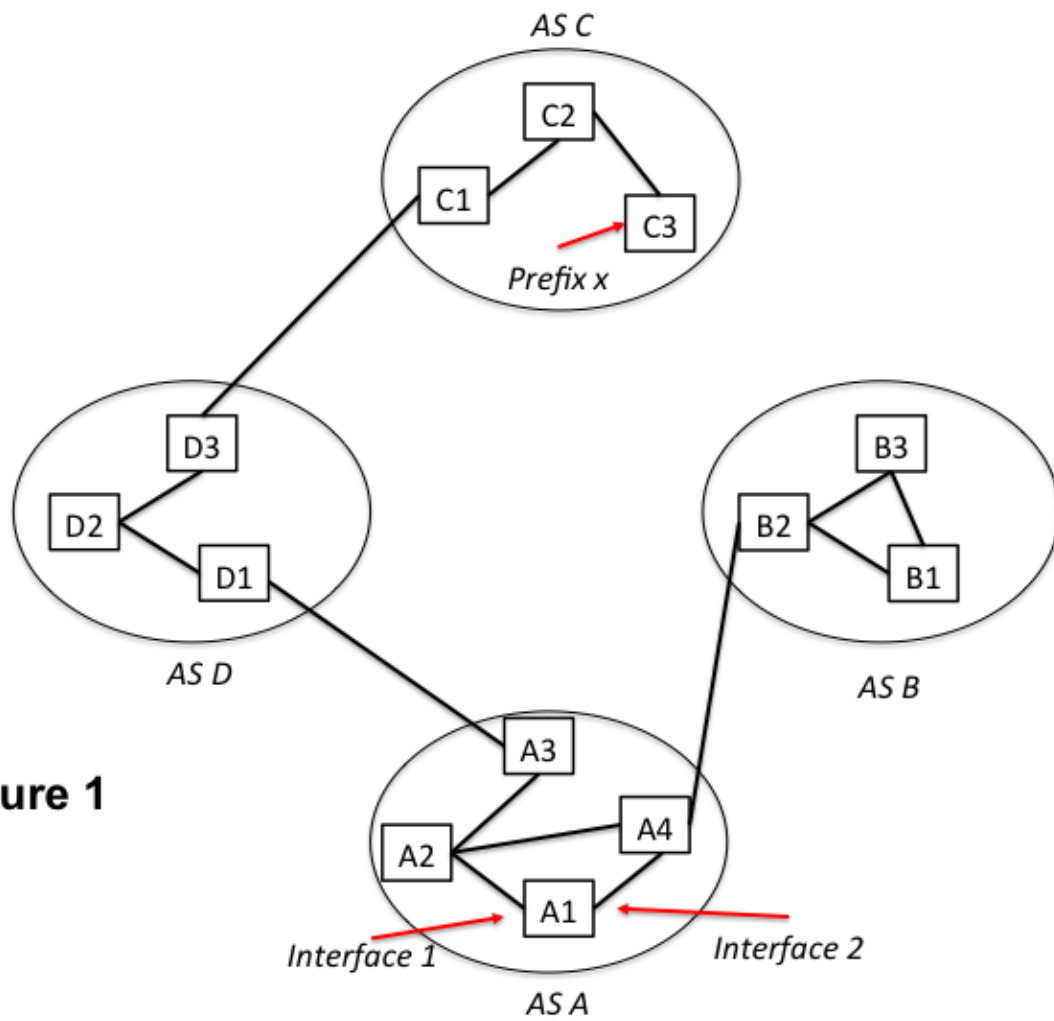 AS C
C2
C1
C3
Prefix x
D3
D2
D1
AS D
B3
B2
B1
AS B
A3
A4
A2
A1
Interface 1
Interface 2
AS A
ure 1